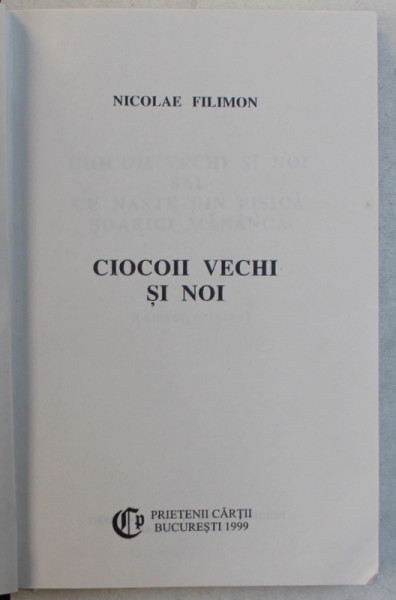 NICOLAE FILIMON
CIOCOII VECHI
ȘI NOI
PRIETENII CĂRȚII
BUCUREȘTI 1999